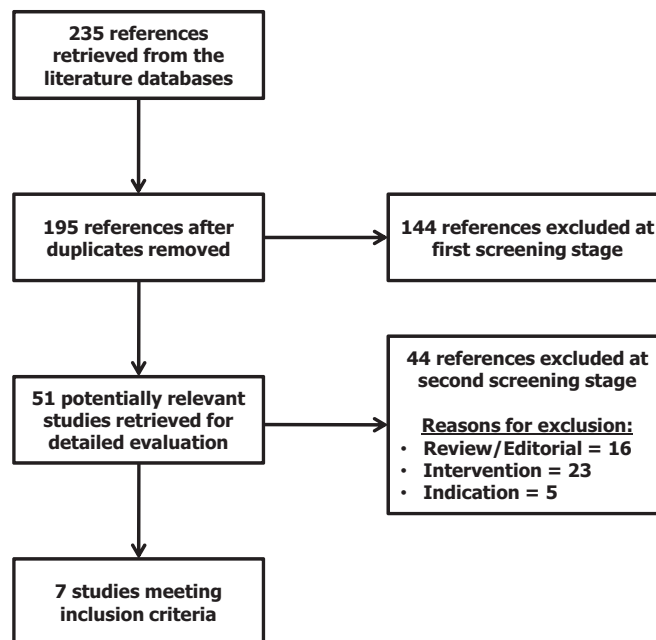 235 references
retrieved from the
literature databases
195 references after
duplicates removed
144 references excluded at
first screening stage
51 potentially relevant
studies retrieved for
detailed evaluation
44 references excluded at
second screening stage
Reasons for exclusion:
• Review/Editorial = 16
• Intervention = 23
• Indication = 5
7 studies meeting
inclusion criteria